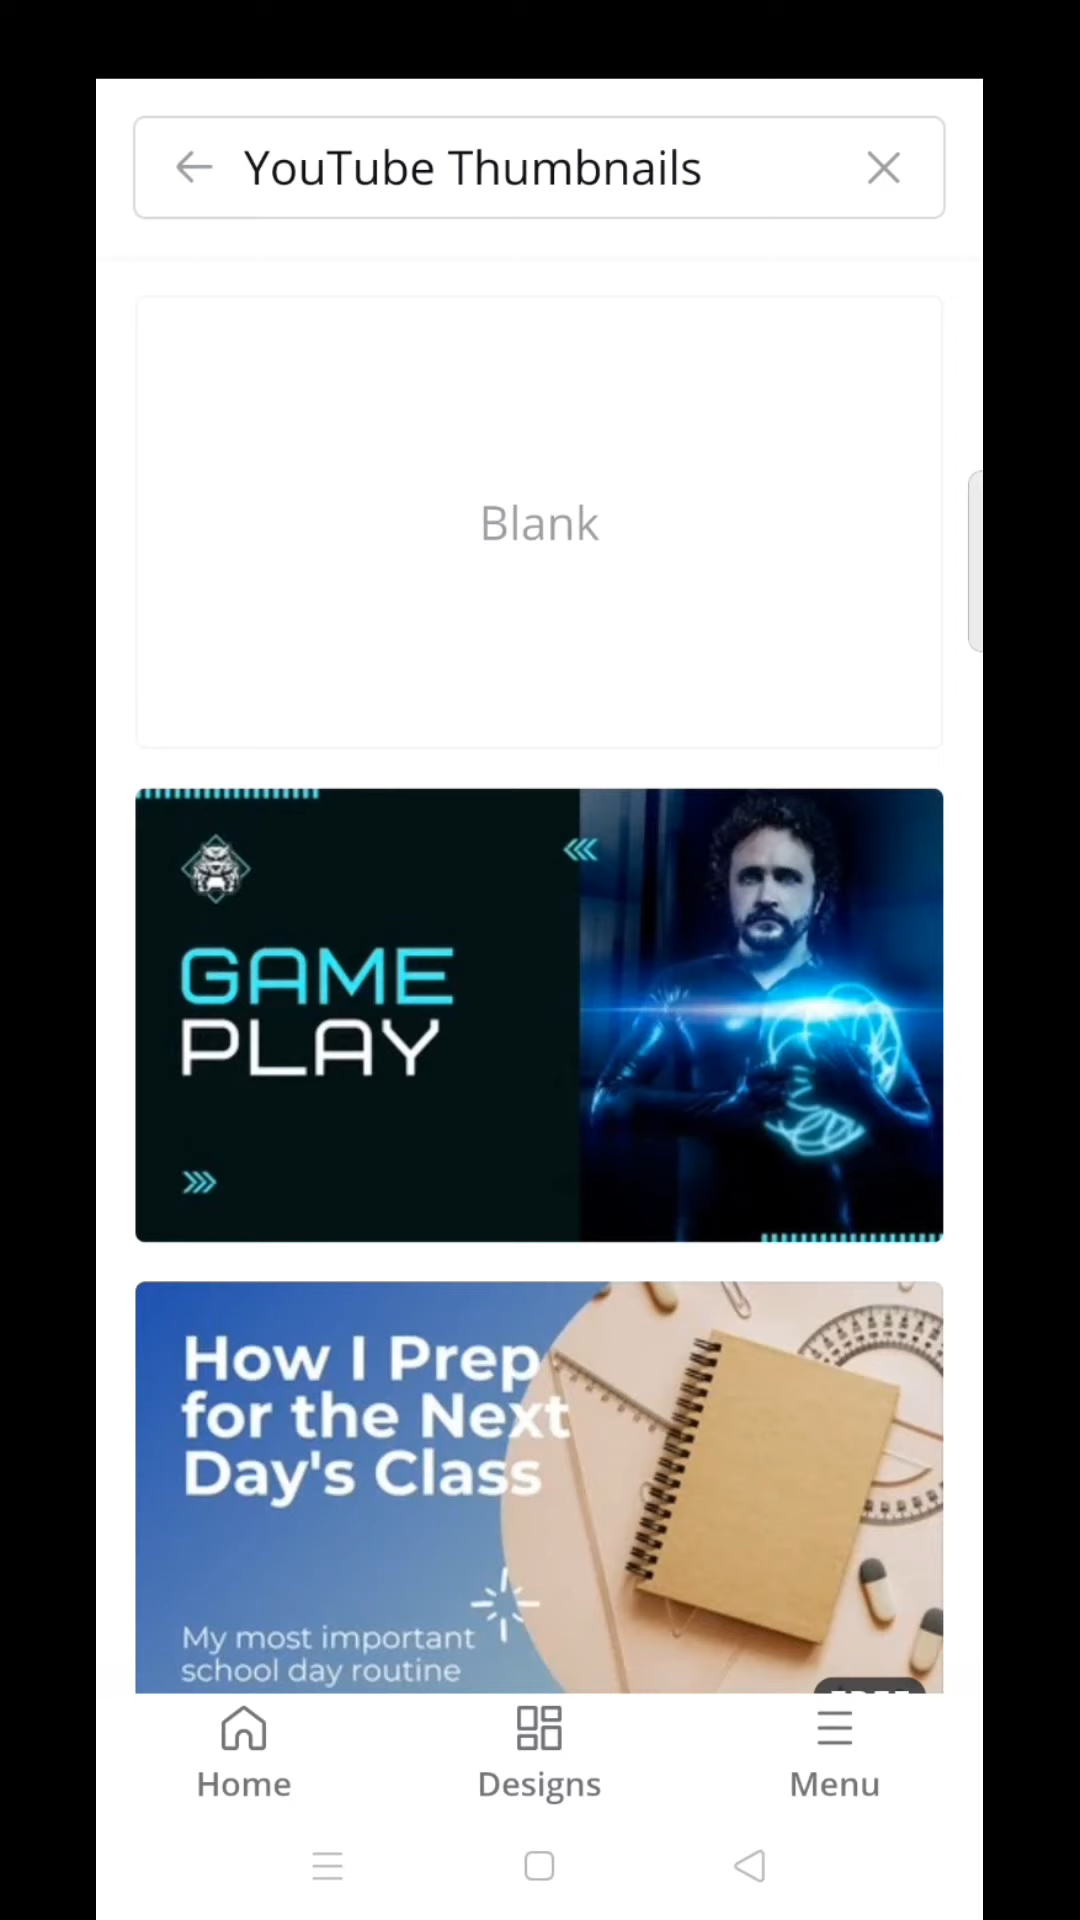 YouTube Thumbnails
Blank
GAME
PLAY
How I Prep
for the Next
Day's Class
My most important
school day routine
Home
Designs
Menu